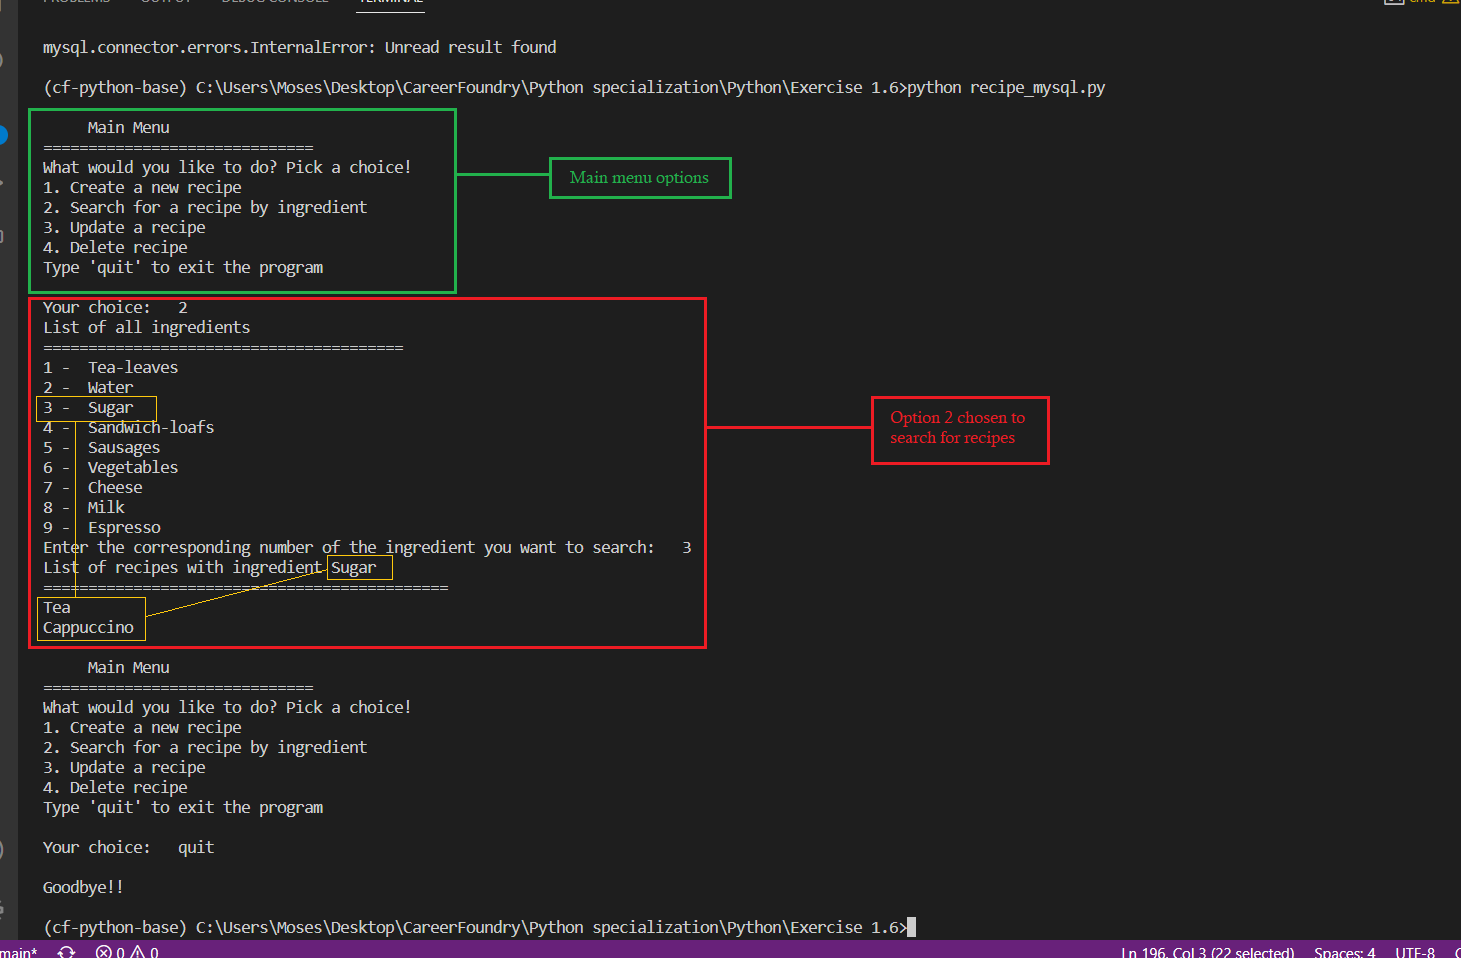 PROBLEMS OUTPUT DEBUG CONSOLE TERMINAL cmd
mysql.connector.errors.InternalError: Unread result found
(cf-python-base) C:\Users\Moses\Desktop\CareerFoundry\Python specialization\Python\Exercise 1.6>python recipe_mysql.py
Main Menu
==============================
What would you like to do? Pick a choice!
1. Create a new recipe
2. Search for a recipe by ingredient
3. Update a recipe
4. Delete recipe
Type 'quit' to exit the program
Main menu options
Your choice: 2
List of all ingredients
========================================
1 - Tea-leaves
2 - Water
3 - Sugar
4 - Sandwich-loafs
5 - Sausages
6 - Vegetables
7 - Cheese
8 - Milk
9 - Espresso
Enter the corresponding number of the ingredient you want to search: 3
List of recipes with ingredient Sugar
=============================================
Tea
Cappuccino
Option 2 chosen to
search for recipes
Main Menu
==============================
What would you like to do? Pick a choice!
1. Create a new recipe
2. Search for a recipe by ingredient
3. Update a recipe
4. Delete recipe
Type 'quit' to exit the program
Your choice: quit
Goodbye!!
(cf-python-base) C:\Users\Moses\Desktop\CareerFoundry\Python specialization\Python\Exercise 1.6>
main* 0 0 Ln 196, Col 3 (22 selected) Spaces: 4 UTF-8